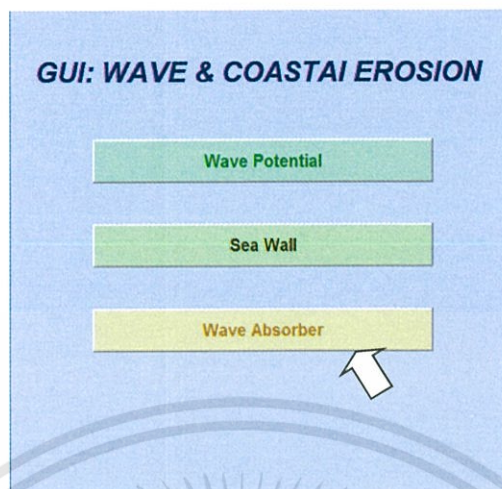 GUI: WAVE & COASTAI EROSION
Wave Potential
Sea Wall
Wave Absorber